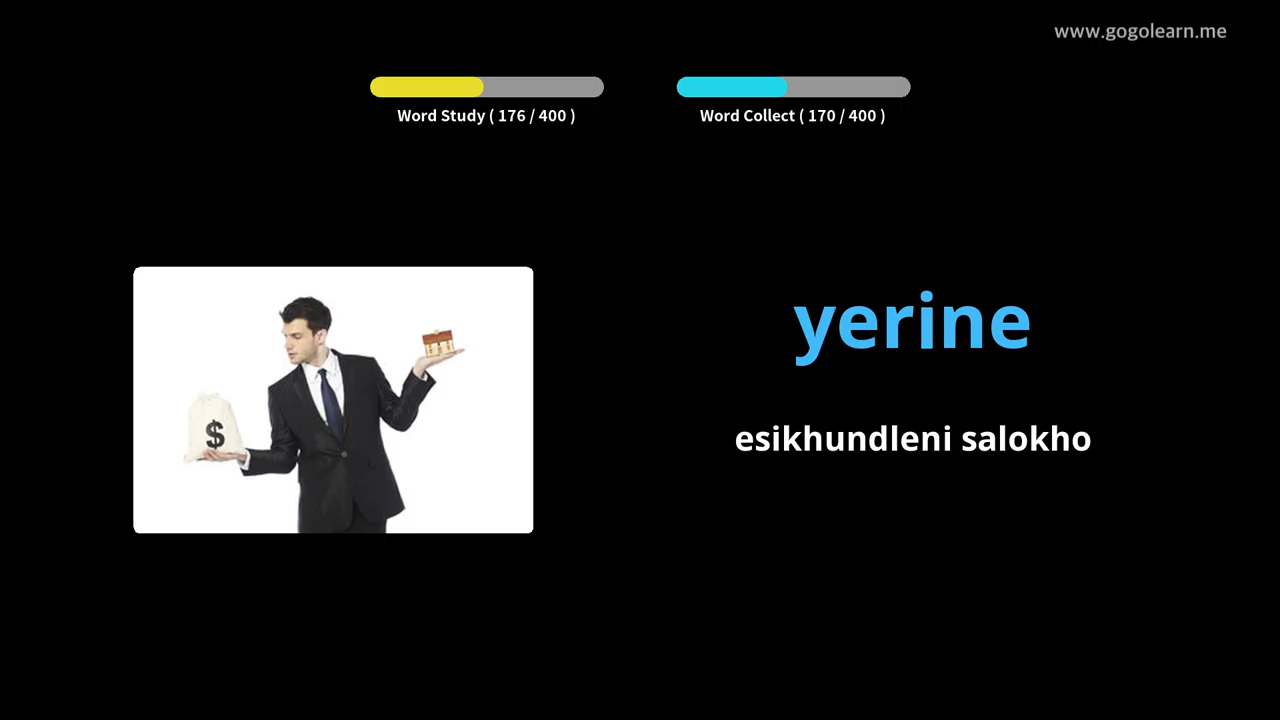 www.gogolearn.me
Word Study ( 176 / 400 )
Word Collect ( 170 / 400 )
yerine
$
esikhundleni salokho